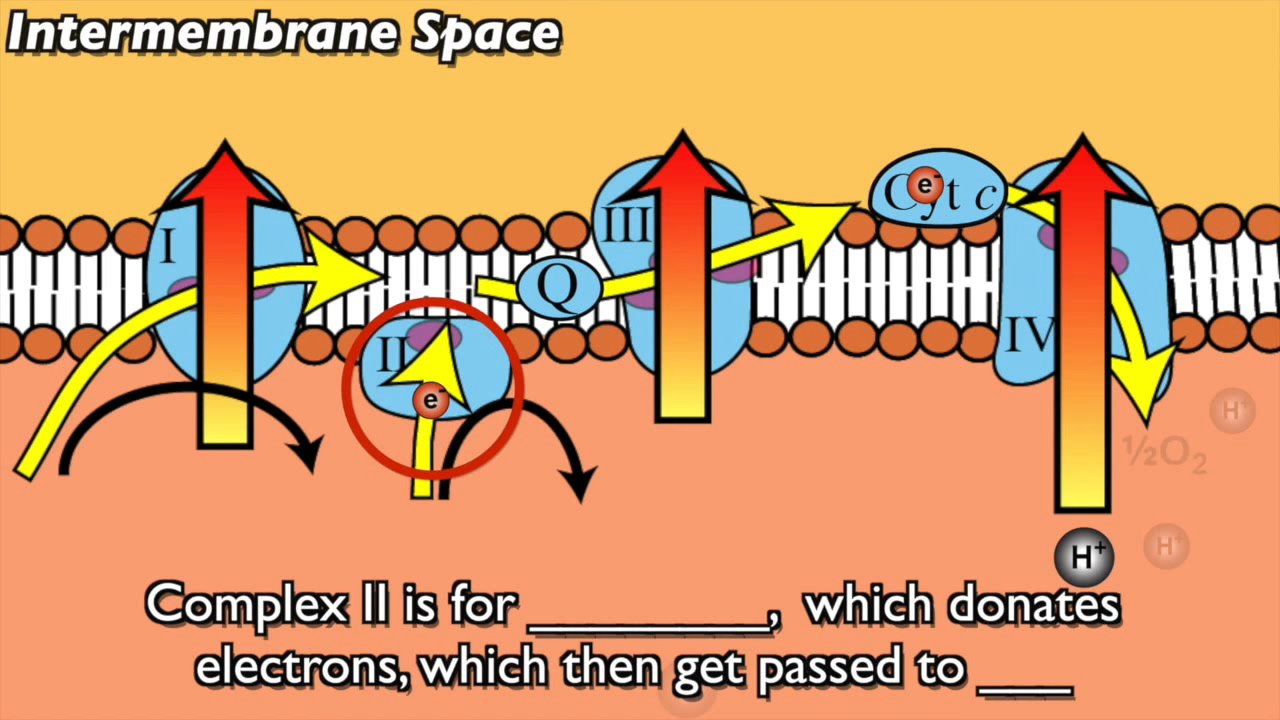 Intermembrane Space
I
II
Q
III
Cyt c
e-
IV
e-
½O2
H+
H+
H+
Complex II is for ________, which donates
electrons, which then get passed to ____